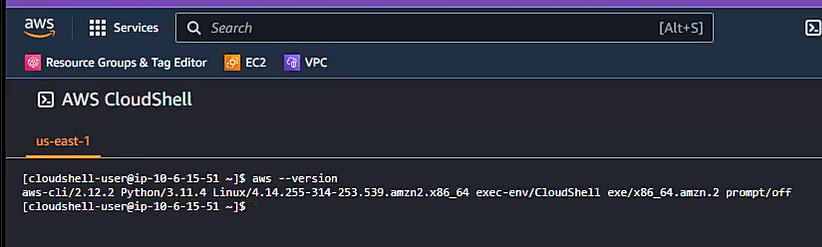 aws Services Search [Alt+S]
Resource Groups & Tag Editor EC2 VPC
AWS CloudShell
us-east-1
[cloudshell-user@ip-10-6-15-51 ~]$ aws --version
aws-cli/2.12.2 Python/3.11.4 Linux/4.14.255-314-253.539.amzn2.x86_64 exec-env/CloudShell exe/x86_64.amzn.2 prompt/off
[cloudshell-user@ip-10-6-15-51 ~]$